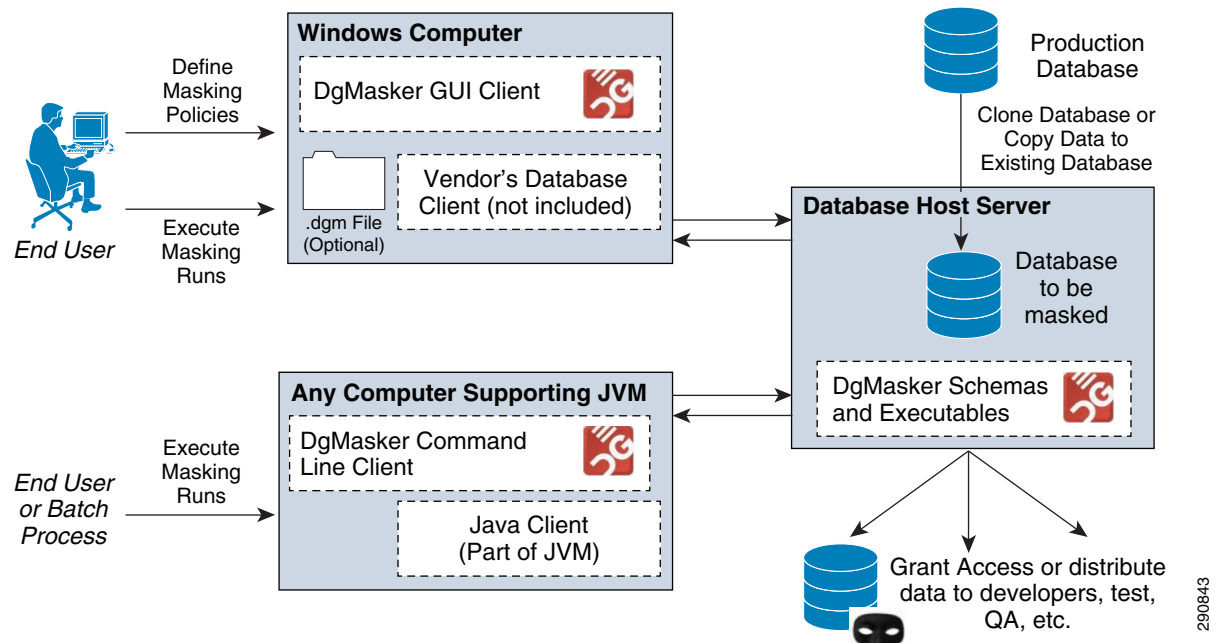 Windows Computer
Define
Masking
Policies
DgMasker GUI Client
DG
Production
Database
Clone Database or
Copy Data to
Existing Database
Vendor's Database
Client (not included)
.dgm File
(Optional)
End User
Execute
Masking
Runs
Database Host Server
Database
to be
masked
DgMasker Schemas
and Executables
DG
Any Computer Supporting JVM
DgMasker Command
Line Client
DG
Execute
Masking
Runs
End User
or Batch
Process
Java Client
(Part of JVM)
Grant Access or distribute
data to developers, test,
QA, etc.
290843